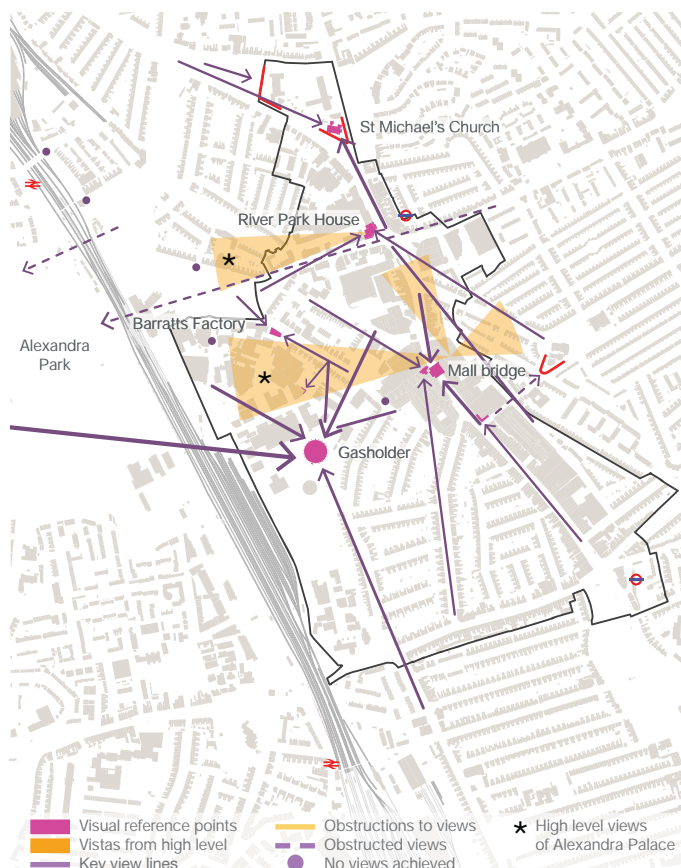 St Michael's Church
River Park House
Barratts Factory
Alexandra
Park
Mall bridge
Gasholder
Visual reference points
Vistas from high level
Key view lines
Obstructions to views
Obstructed views
No views achieved
* High level views
of Alexandra Palace